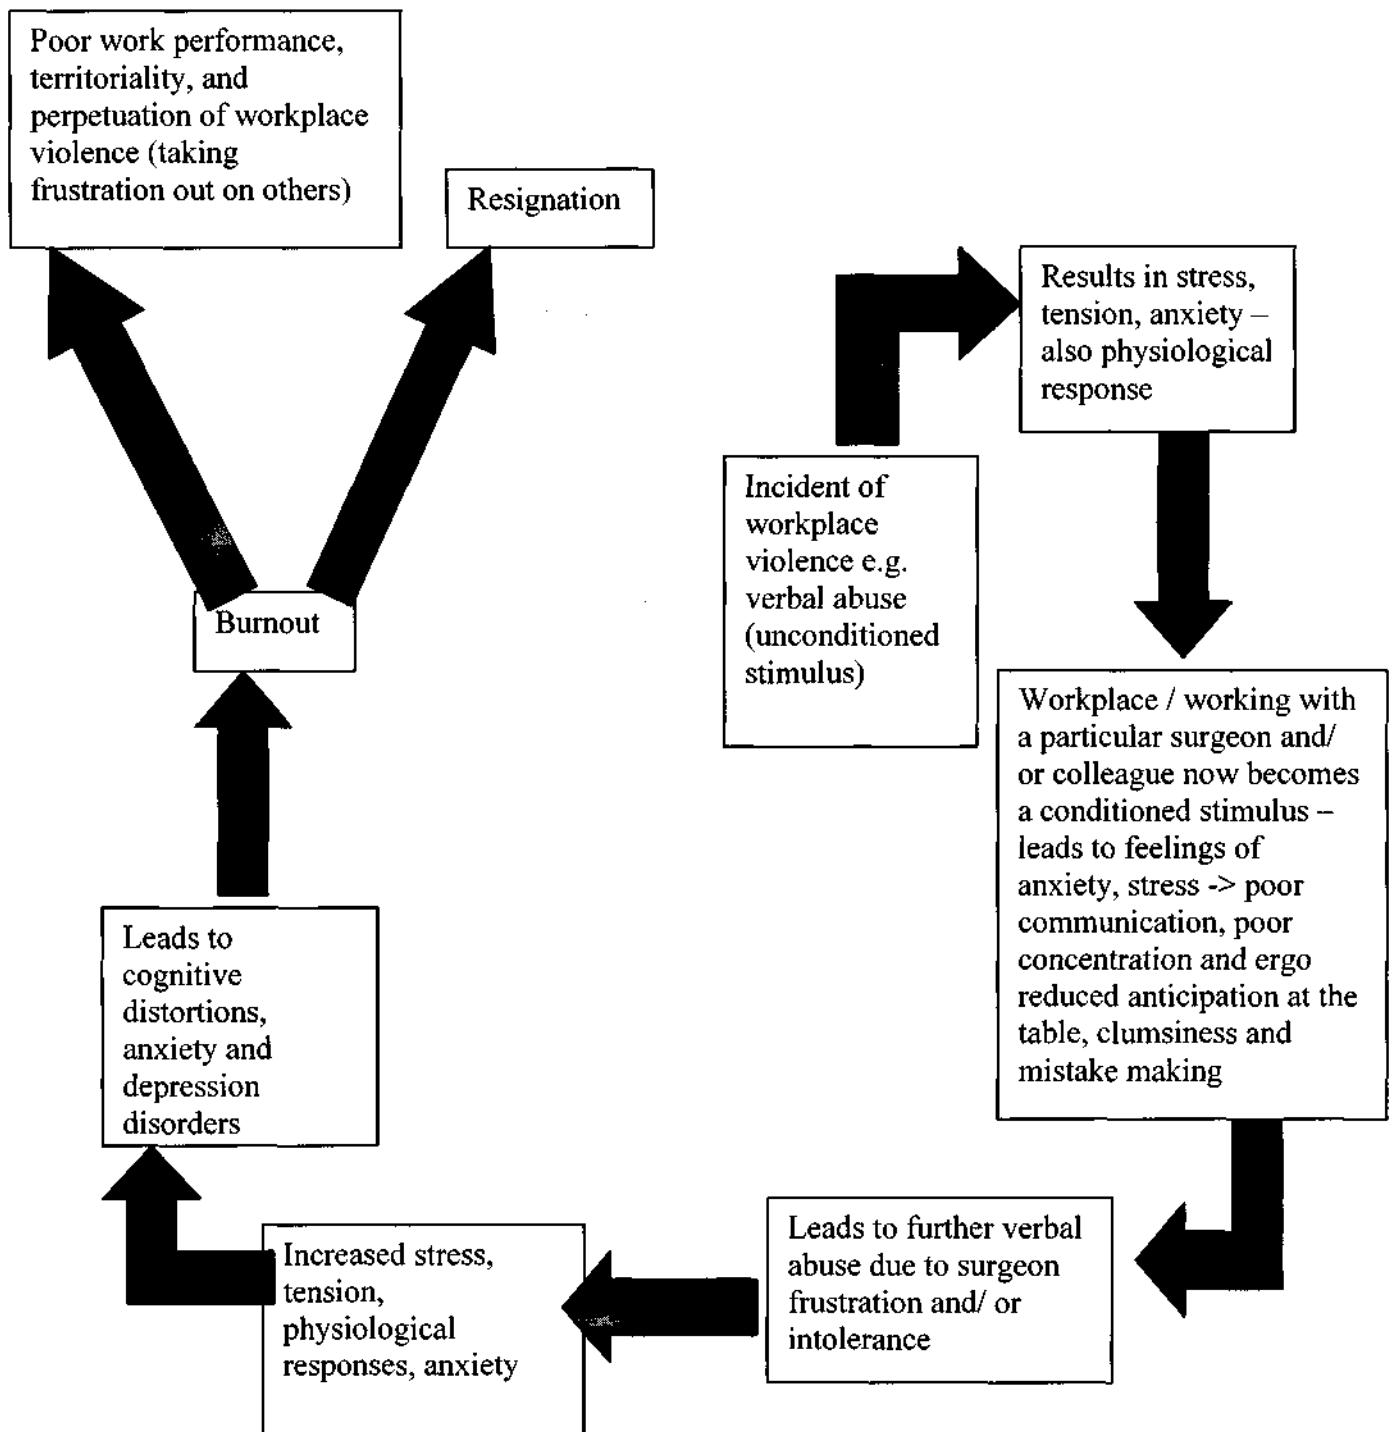 Poor work performance,
territoriality, and
perpetuation of workplace
violence (taking
frustration out on others)
Resignation
Results in stress,
tension, anxiety –
also physiological
response
Incident of
workplace
violence e.g.
verbal abuse
(unconditioned
stimulus)
Burnout
Workplace / working with
a particular surgeon and/
or colleague now becomes
a conditioned stimulus –
leads to feelings of
anxiety, stress -> poor
communication, poor
concentration and ergo
reduced anticipation at the
table, clumsiness and
mistake making
Leads to
cognitive
distortions,
anxiety and
depression
disorders
Leads to further verbal
abuse due to surgeon
frustration and/ or
intolerance
Increased stress,
tension,
physiological
responses, anxiety